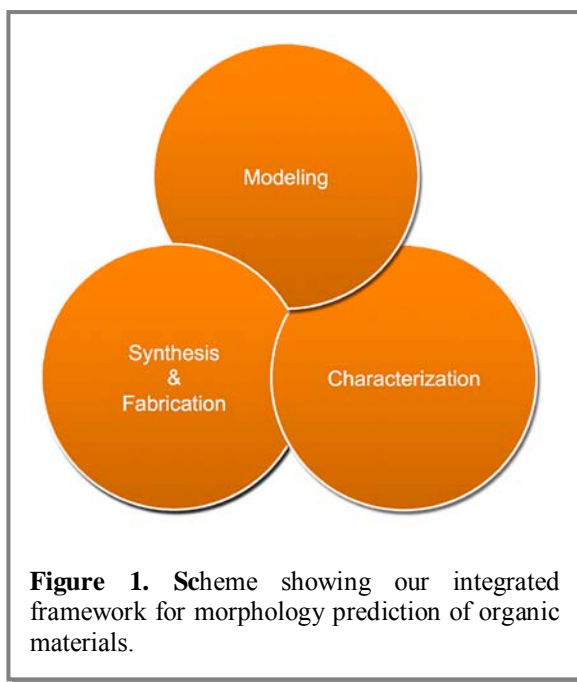 Modeling
Synthesis
&
Fabrication
Characterization
Figure 1. Scheme showing our integrated
framework for morphology prediction of organic
materials.